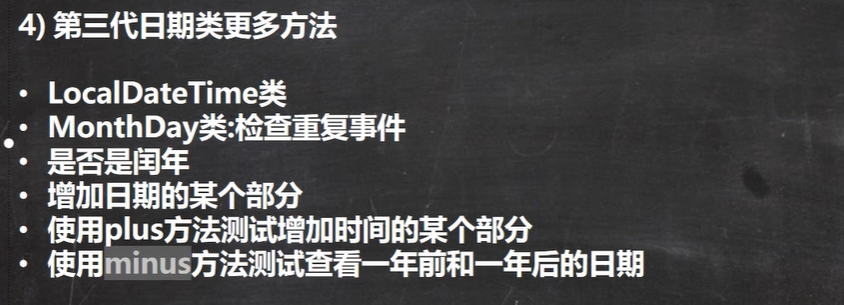 4) 第三代日期类更多方法
• LocalDateTime类
• MonthDay类:检查重复事件
• 是否是闰年
• 增加日期的某个部分
• 使用plus方法测试增加时间的某个部分
• 使用minus方法测试查看一年前和一年后的日期